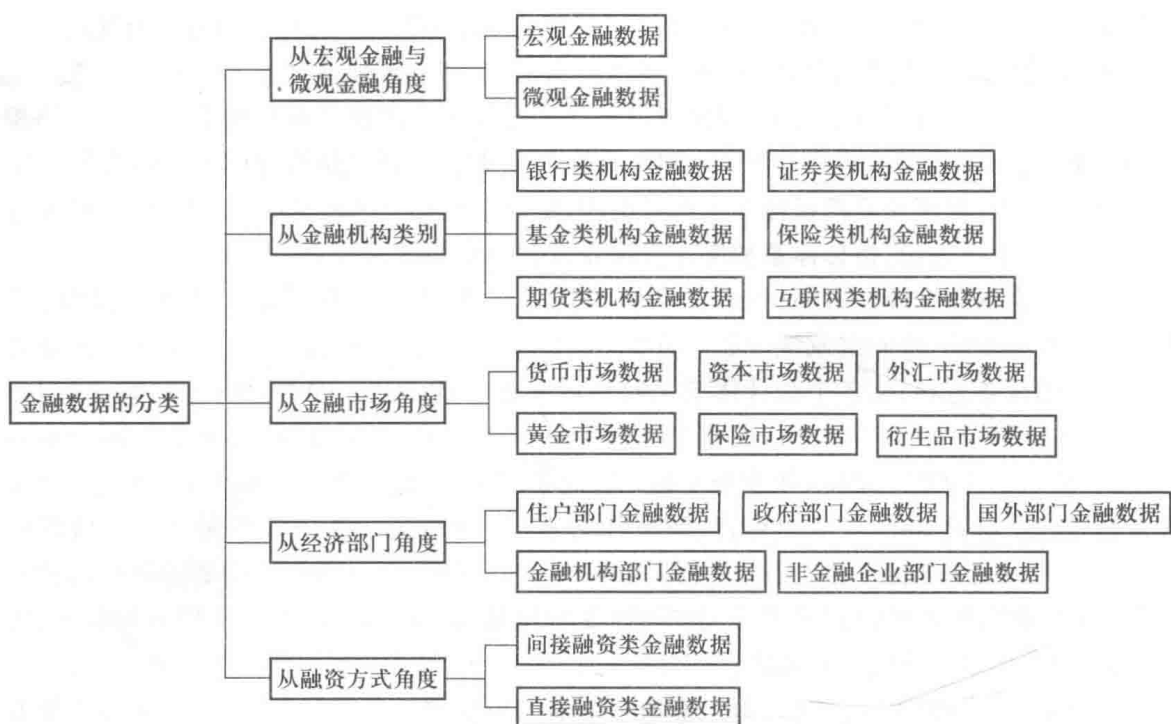 从宏观金融与
微观金融角度
宏观金融数据
微观金融数据
从金融机构类别
银行类机构金融数据
证券类机构金融数据
基金类机构金融数据
保险类机构金融数据
期货类机构金融数据
互联网类机构金融数据
金融数据的分类
从金融市场角度
货币市场数据
资本市场数据
外汇市场数据
黄金市场数据
保险市场数据
衍生品市场数据
从经济部门角度
住户部门金融数据
政府部门金融数据
国外部门金融数据
金融机构部门金融数据
非金融企业部门金融数据
从融资方式角度
间接融资类金融数据
直接融资类金融数据